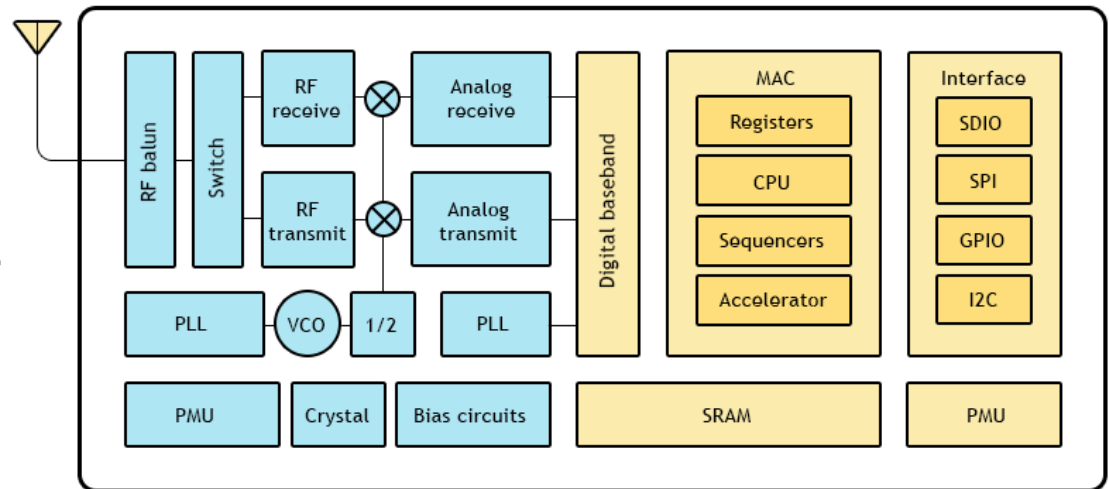 RF balun
Switch
RF
receive
Analog
receive
RF
transmit
Analog
transmit
PLL
VCO
1/2
PLL
Digital baseband
MAC
Registers
CPU
Sequencers
Accelerator
Interface
SDIO
SPI
GPIO
I2C
PMU
Crystal
Bias circuits
SRAM
PMU